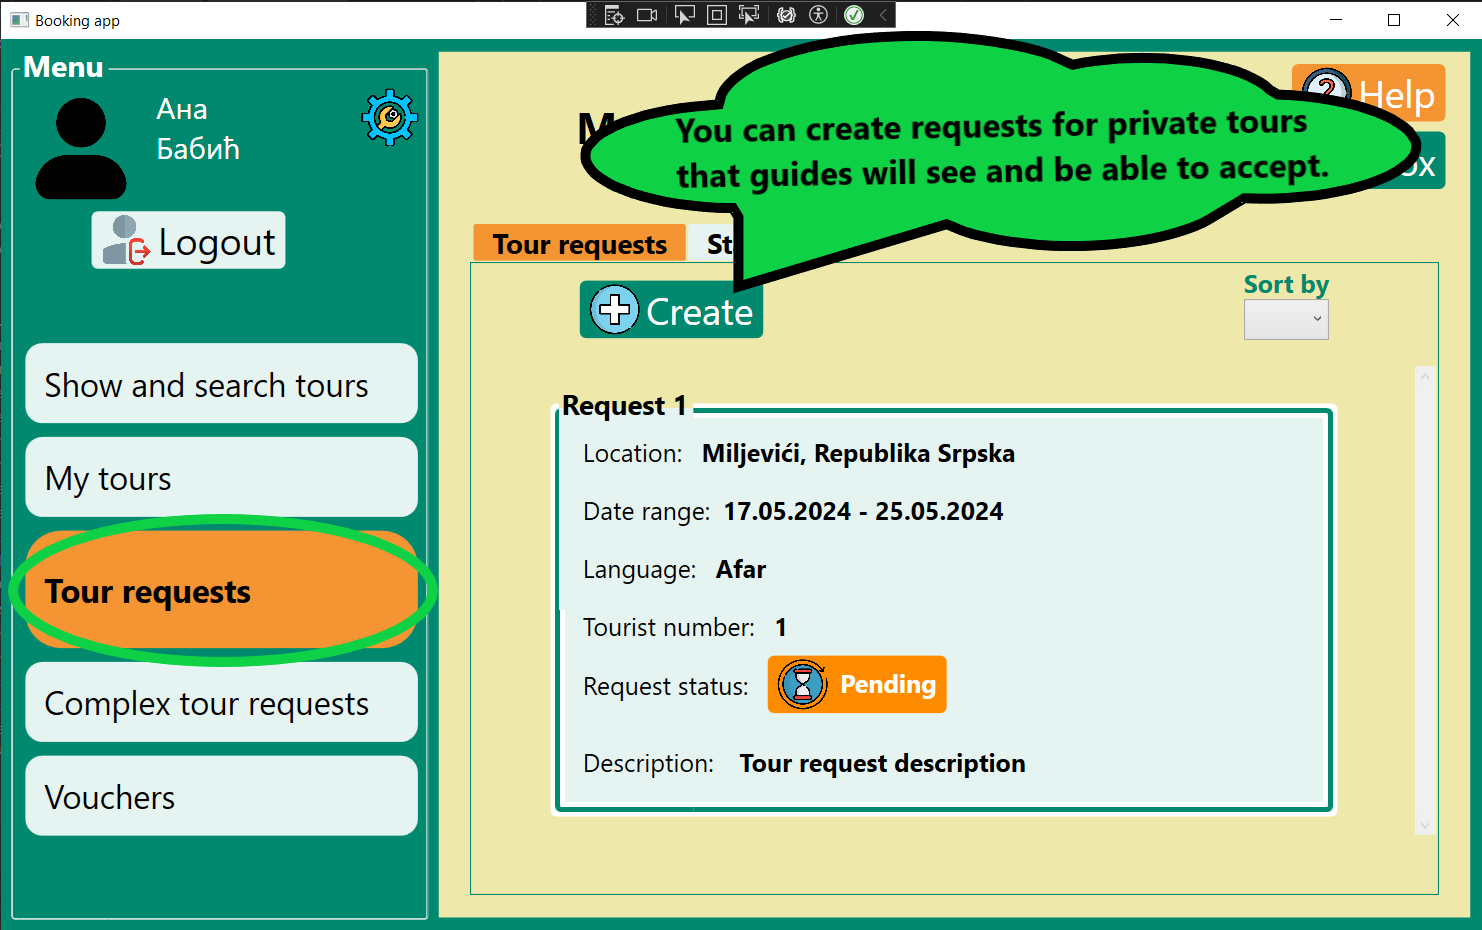 Booking app
Menu
Ана
Бабић
Logout
Show and search tours
My tours
Tour requests
Complex tour requests
Vouchers
Help
You can create requests for private tours
that guides will see and be able to accept.
Tour requests
Create
Sort by
Request 1
Location: Miljevići, Republika Srpska
Date range: 17.05.2024 - 25.05.2024
Language: Afar
Tourist number: 1
Request status: Pending
Description: Tour request description